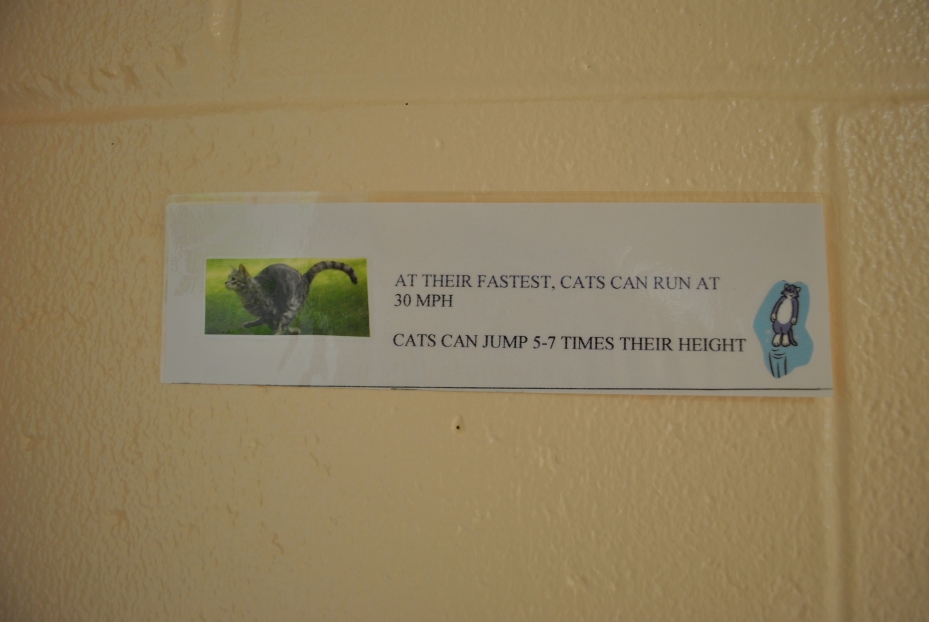 AT THEIR FASTEST, CATS CAN RUN AT
30 MPH
CATS CAN JUMP 5-7 TIMES THEIR HEIGHT